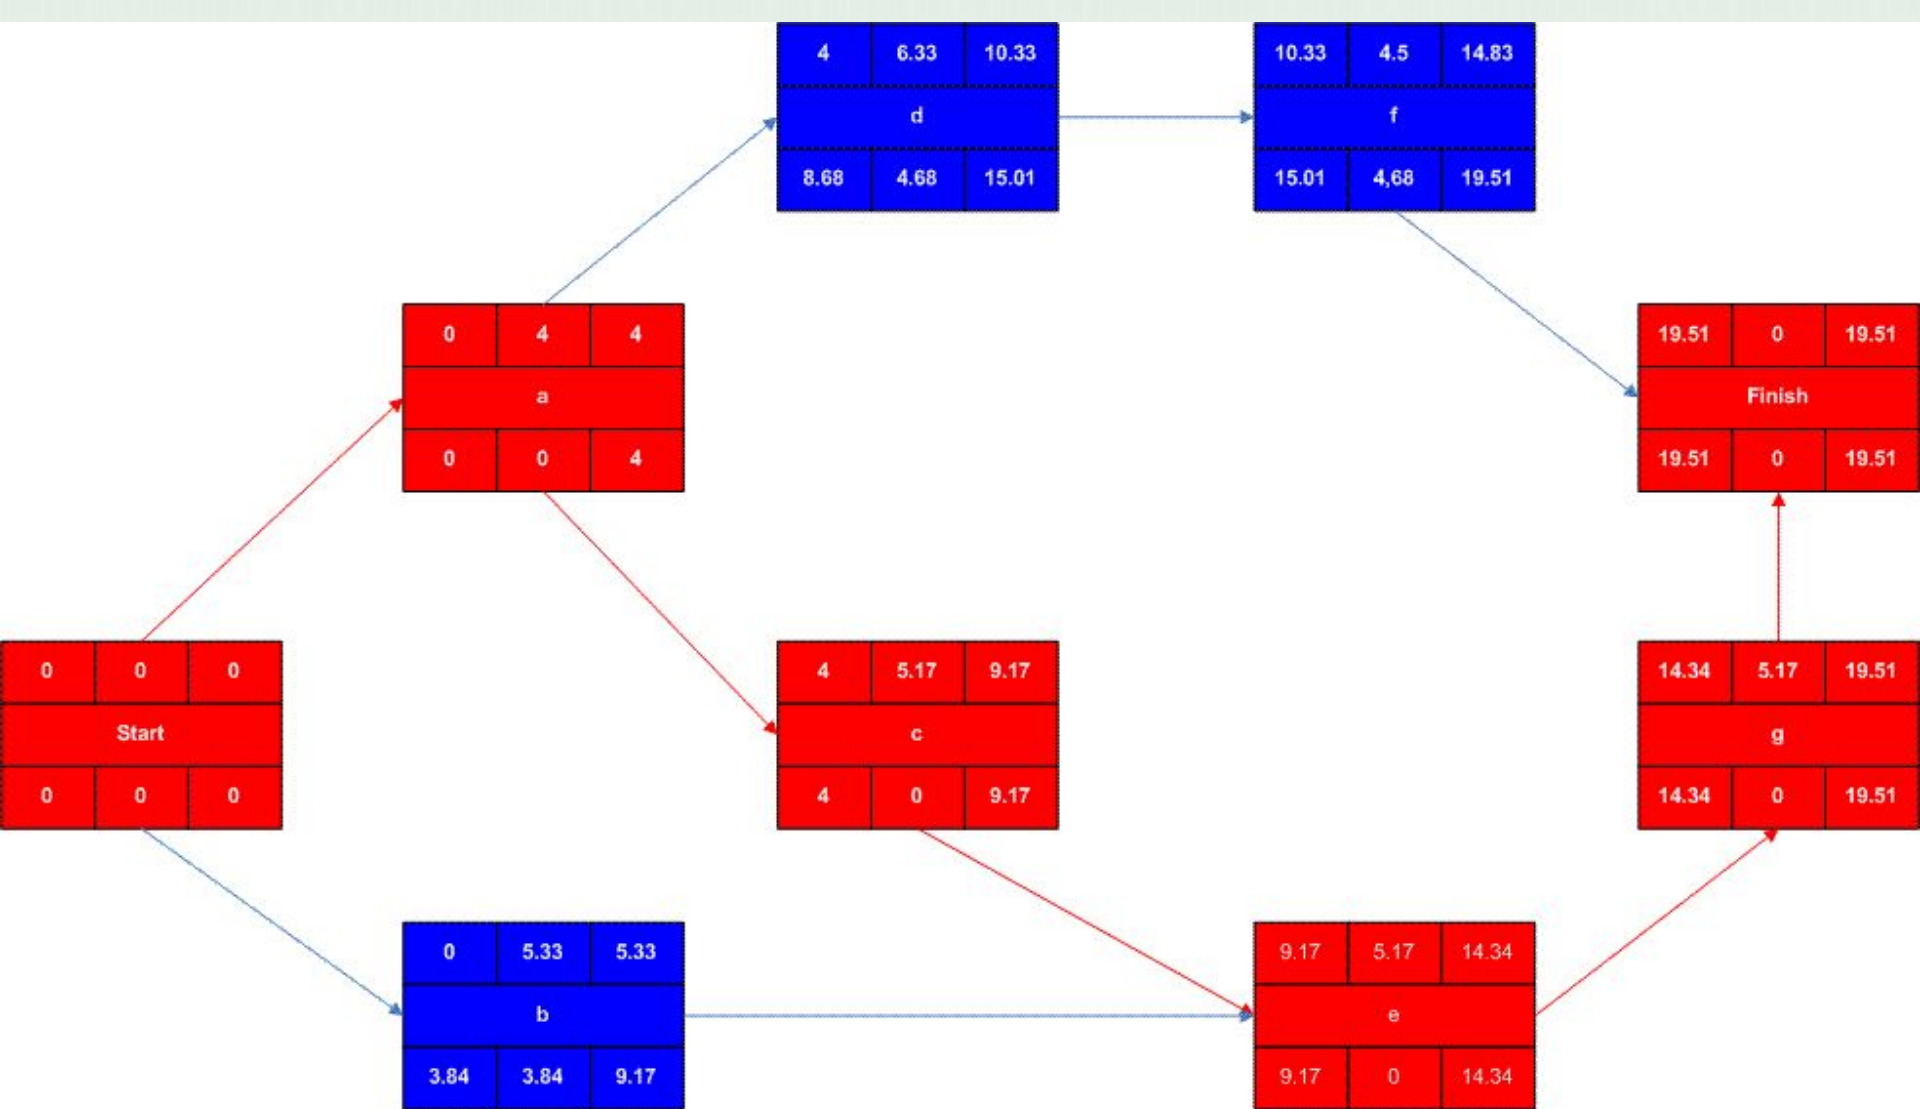 4 6.33 10.33
d
8.68 4.68 15.01
10.33 4.5 14.83
f
15.01 4,68 19.51
0 4 4
a
0 0 4
19.51 0 19.51
Finish
19.51 0 19.51
0 0 0
Start
0 0 0
4 5.17 9.17
c
4 0 9.17
14.34 5.17 19.51
g
14.34 0 19.51
0 5.33 5.33
b
3.84 3.84 9.17
9.17 5.17 14.34
e
9.17 0 14.34